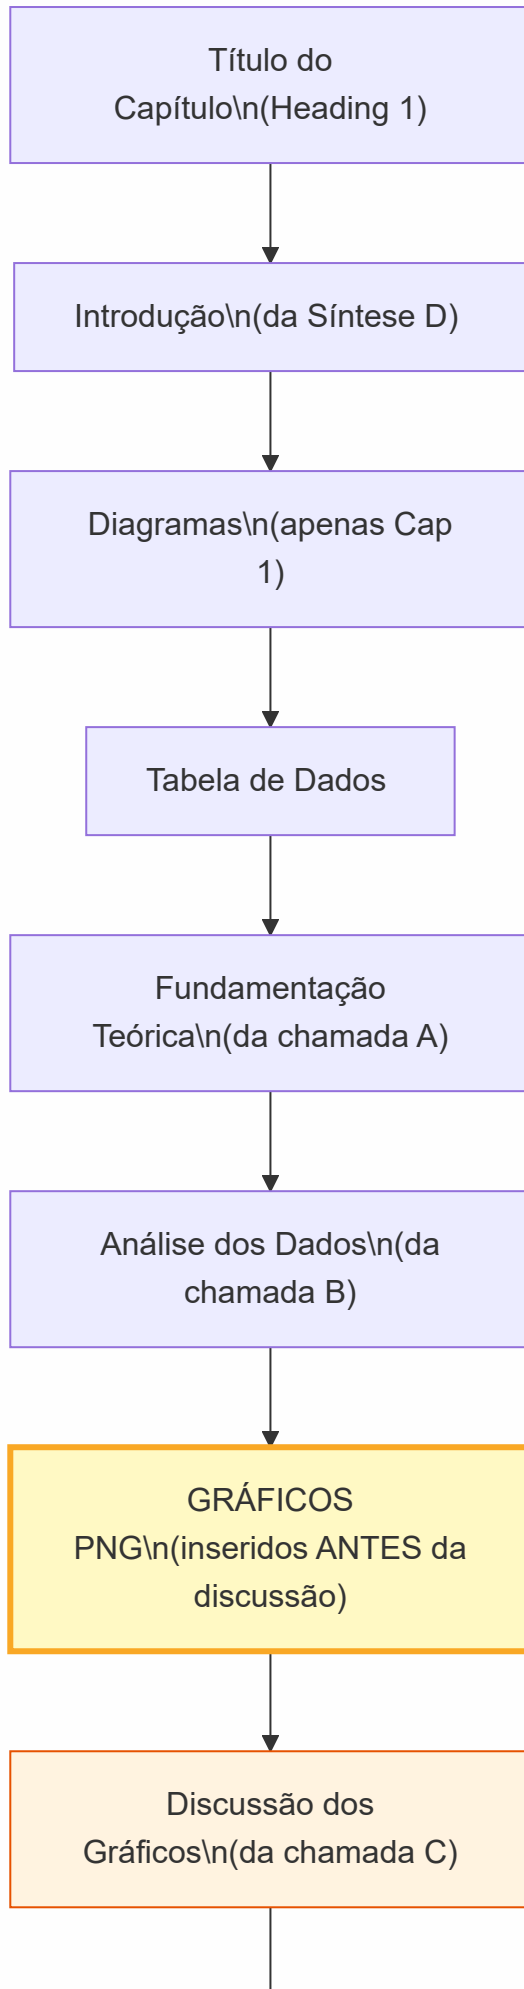 Título do
Capítulo\n(Heading 1)
Introdução\n(da Síntese D)
Diagramas\n(apenas Cap
1)
Tabela de Dados
Fundamentação
Teórica\n(da chamada A)
Análise dos Dados\n(da
chamada B)
GRÁFICOS
PNG\n(inseridos ANTES da
discussão)
Discussão dos
Gráficos\n(da chamada C)